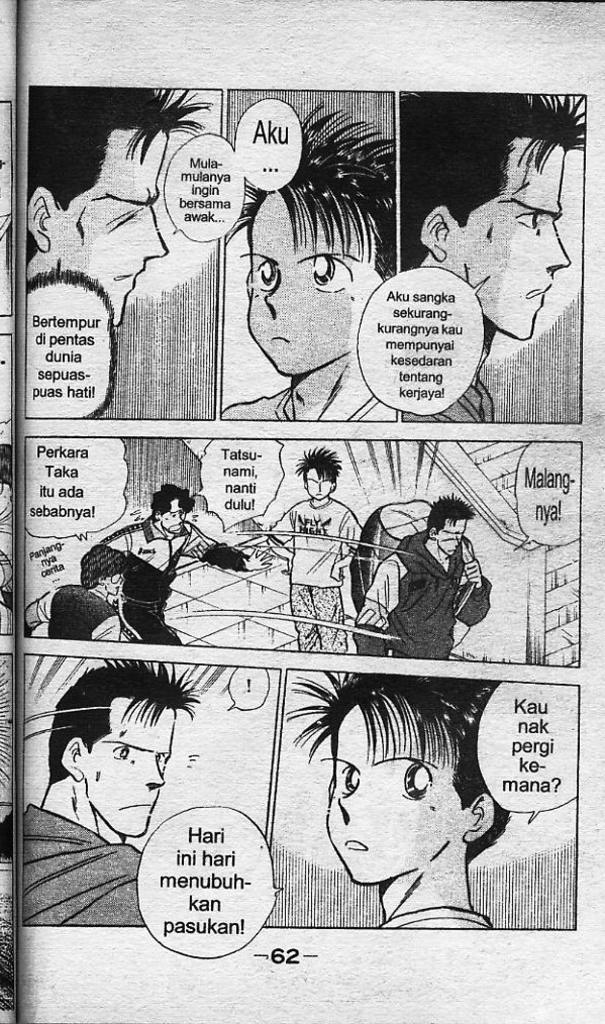 Aku
...
Mula-
mulanya
ingin
bersama
awak...
Bertempur
di pentas
dunia
sepuas-
puas hati!
Aku sangka
sekurang-
kurangnya kau
mempunyai
kesedaran
tentang
kerjaya!
Perkara
Taka
itu ada
sebabnya!
Panjang-
nya
cerita
...
Tatsu-
nami,
nanti
dulu!
Malang-
nya!
!
Hari
ini hari
menubuh-
kan
pasukan!
Kau
nak
pergi
ke-
mana?
—62—